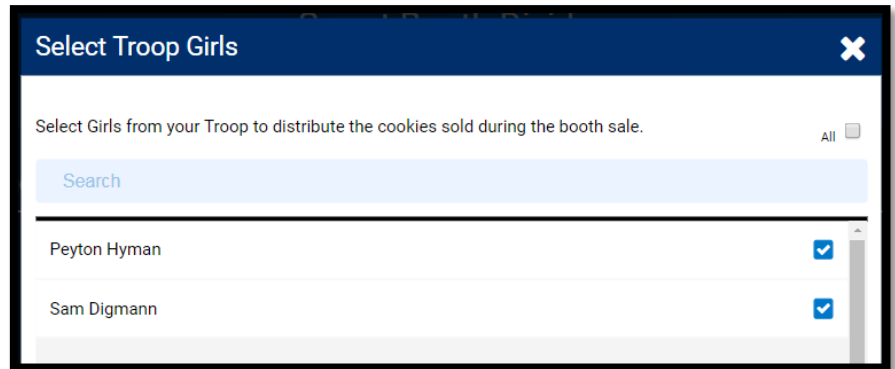 Select Troop Girls
Select Girls from your Troop to distribute the cookies sold during the booth sale.
All
Search
Peyton Hyman
Sam Digmann